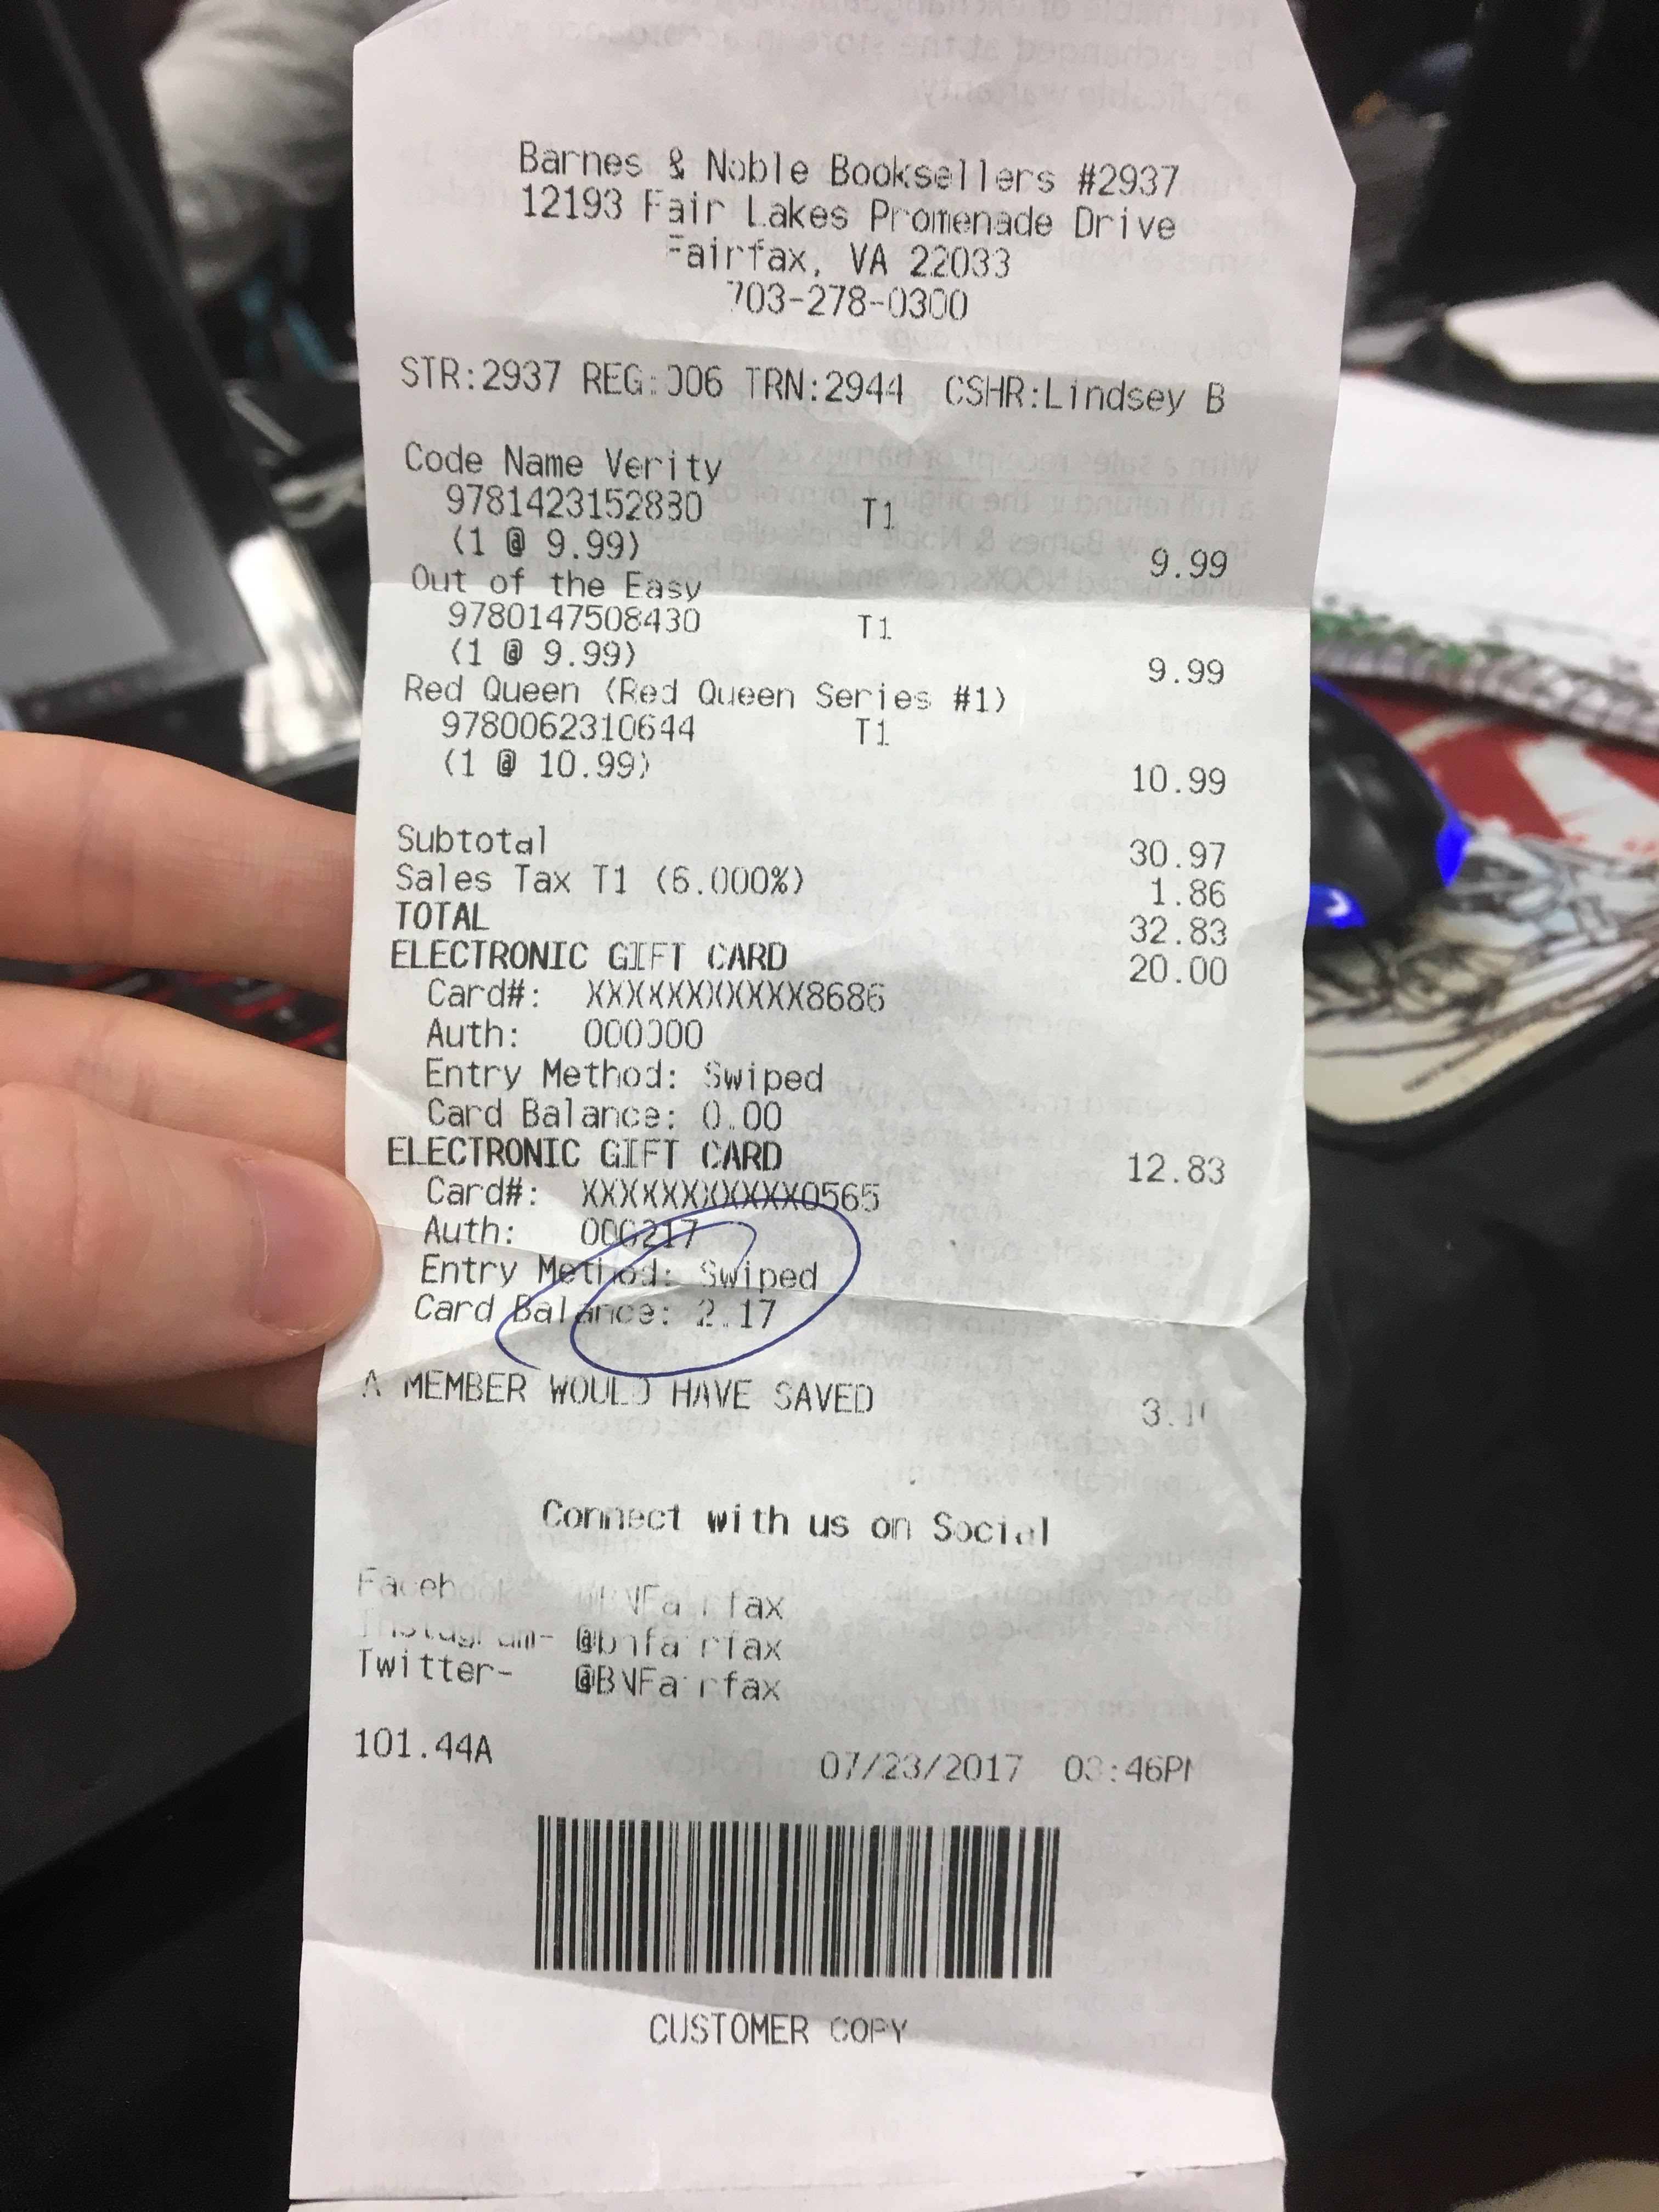 Barnes & Noble Booksellers #2937
12193 Fair Lakes Promenade Drive
Fairfax, VA 22033
703-278-0300
STR:2937 REG:006 TRN:2944 CSHR:Lindsey B
Code Name Verity
9781423152880 T1
(1 @ 9.99) 9.99
Out of the Easy
9780147508430 T1
(1 @ 9.99) 9.99
Red Queen (Red Queen Series #1)
9780062310644 T1
(1 @ 10.99) 10.99
Subtotal 30.97
Sales Tax T1 (6.000%) 1.86
TOTAL 32.83
ELECTRONIC GIFT CARD 20.00
Card#: XXXXXXXXXXXX8686
Auth: 000000
Entry Method: Swiped
Card Balance: 0.00
ELECTRONIC GIFT CARD 12.83
Card#: XXXXXXXXXXXX0565
Auth: 000217
Entry Method: Swiped
Card Balance: 2.17
A MEMBER WOULD HAVE SAVED 3.10
Connect with us on Social
Facebook- @BNFairfax
Instagram- @bnfairfax
Twitter- @BNFairfax
101.44A 07/23/2017 03:46PM
CUSTOMER COPY